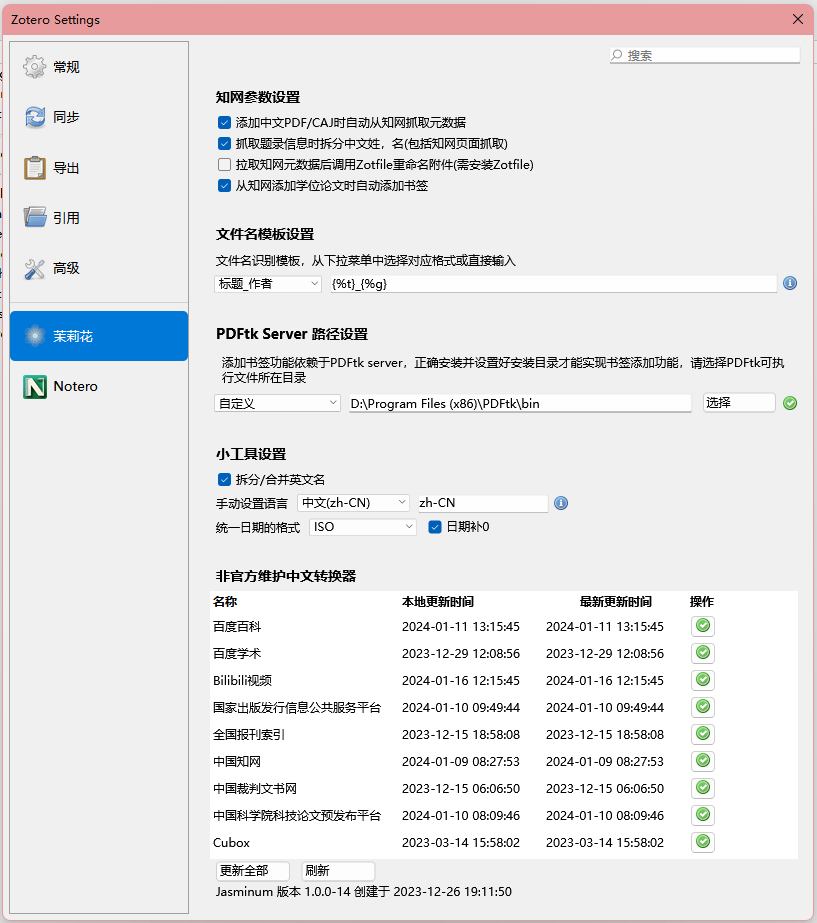 Zotero Settings
搜索
常规
同步
导出
引用
高级
茉莉花
Notero
知网参数设置
添加中文PDF/CAJ时自动从知网抓取元数据
抓取题录信息时拆分中文姓，名(包括知网页面抓取)
拉取知网元数据后调用Zotfile重命名附件(需安装Zotfile)
从知网添加学位论文时自动添加书签
文件名模板设置
文件名识别模板，从下拉菜单中选择对应格式或直接输入
标题_作者 {%t}_{%g}
PDFtk Server 路径设置
添加书签功能依赖于PDFtk server，正确安装并设置好安装目录才能实现书签添加功能，请选择PDFtk可执
行文件所在目录
自定义 D:\Program Files (x86)\PDFtk\bin 选择
小工具设置
拆分/合并英文名
手动设置语言 中文(zh-CN) zh-CN
统一日期的格式 ISO 日期补0
非官方维护中文转换器
名称 本地更新时间 最新更新时间 操作
百度百科 2024-01-11 13:15:45 2024-01-11 13:15:45
百度学术 2023-12-29 12:08:56 2023-12-29 12:08:56
Bilibili视频 2024-01-16 12:15:45 2024-01-16 12:15:45
国家出版发行信息公共服务平台 2024-01-10 09:49:44 2024-01-10 09:49:44
全国报刊索引 2023-12-15 18:58:08 2023-12-15 18:58:08
中国知网 2024-01-09 08:27:53 2024-01-09 08:27:53
中国裁判文书网 2023-12-15 06:06:50 2023-12-15 06:06:50
中国科学院科技论文预发布平台 2024-01-10 08:09:46 2024-01-10 08:09:46
Cubox 2023-03-14 15:58:02 2023-03-14 15:58:02
更新全部 刷新
Jasminum 版本 1.0.0-14 创建于 2023-12-26 19:11:50